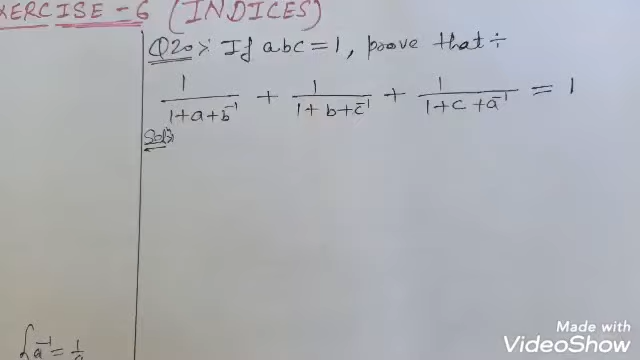 EXERCISE-6 (INDICES)
Q20:- If abc = 1, prove that ÷
1/(1+a+b⁻¹) + 1/(1+b+c⁻¹) + 1/(1+c+a⁻¹) = 1
Sol:
{a⁻¹ = 1/a
Made with
VideoShow